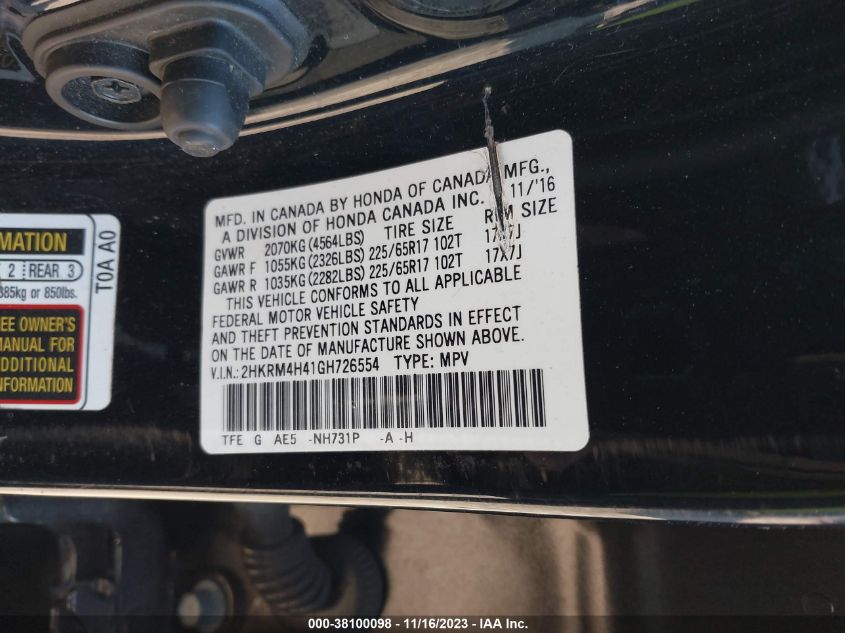 MFD. IN CANADA BY HONDA OF CANADA MFG.,
A DIVISION OF HONDA CANADA INC. 11/'16
GVWR 2070KG(4564LBS) TIRE SIZE RIM SIZE
GAWR F 1055KG(2326LBS) 225/65R17 102T 17X7J
GAWR R 1035KG(2282LBS) 225/65R17 102T 17X7J
THIS VEHICLE CONFORMS TO ALL APPLICABLE
FEDERAL MOTOR VEHICLE SAFETY
AND THEFT PREVENTION STANDARDS IN EFFECT
ON THE DATE OF MANUFACTURE SHOWN ABOVE.
V.I.N.: 2HKRM4H41GH726554 TYPE: MPV
TFE G AE5 -NH731P -A -H
MATION
2 REAR 3
385kg or 850lbs.
EE OWNER'S
MANUAL FOR
DDITIONAL
INFORMATION
T0A A0
000-38100098 - 11/16/2023 - IAA Inc.